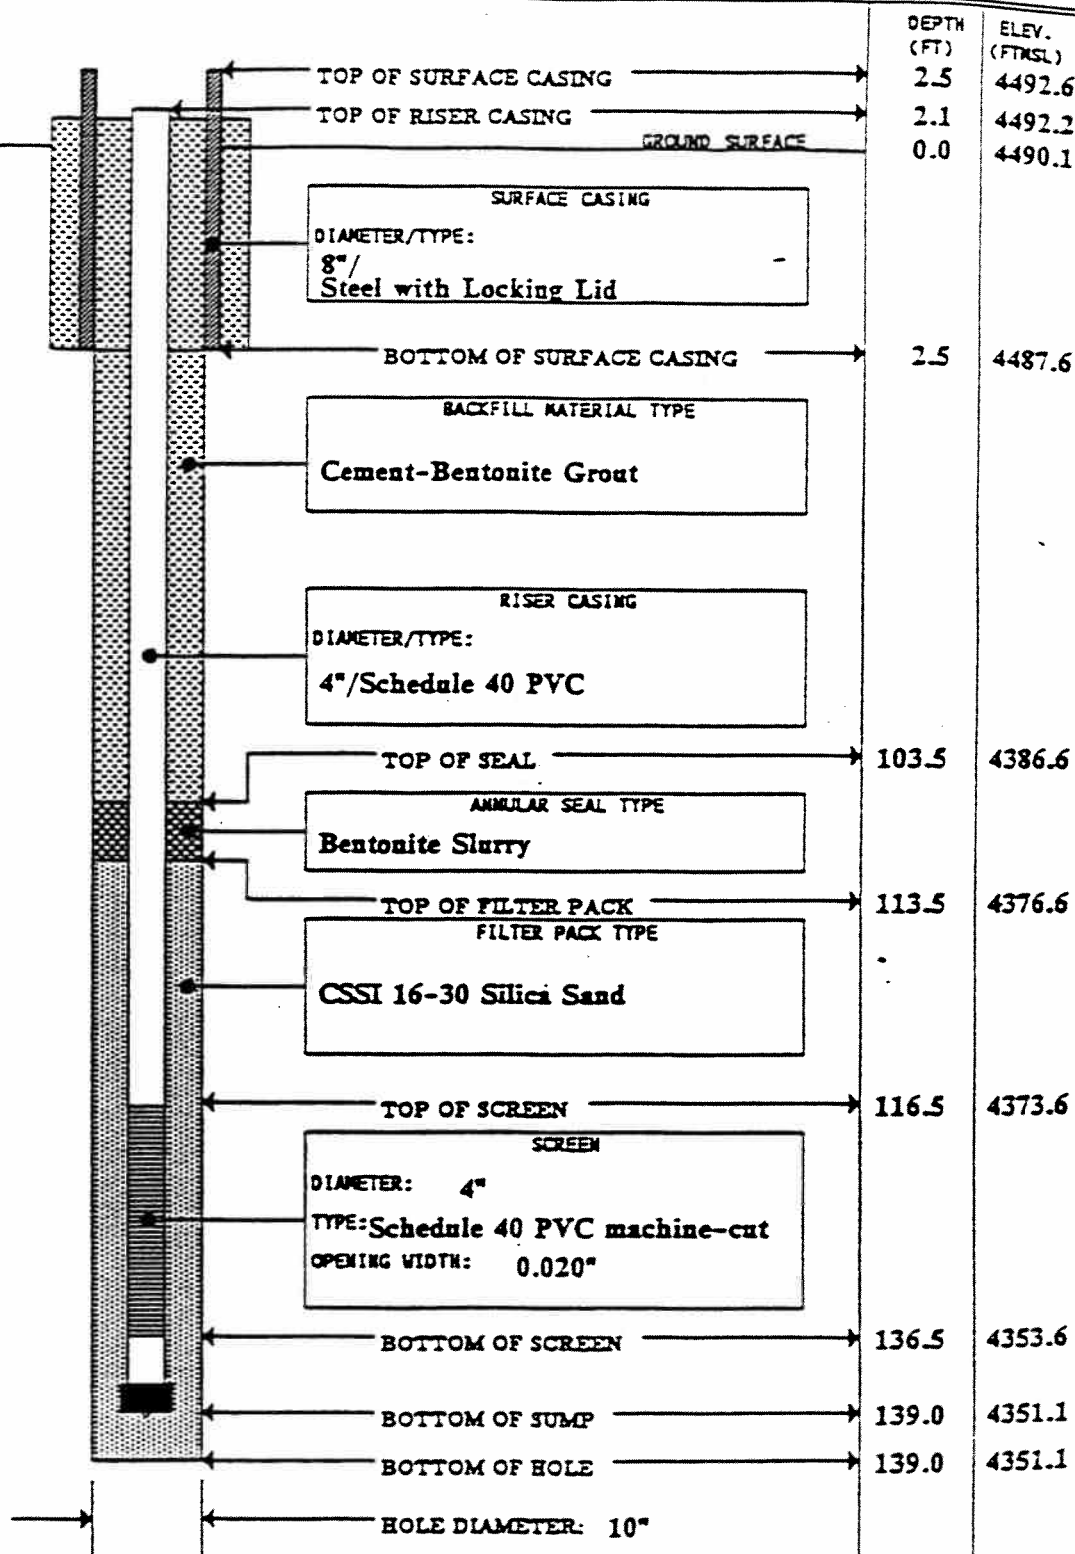 DEPTH (FT) ELEV. (FTMSL)
TOP OF SURFACE CASING 2.5 4492.6
TOP OF RISER CASING 2.1 4492.2
GROUND SURFACE 0.0 4490.1
SURFACE CASING
DIAMETER/TYPE:
8"/
Steel with Locking Lid
BOTTOM OF SURFACE CASING 2.5 4487.6
BACKFILL MATERIAL TYPE
Cement-Bentonite Grout
RISER CASING
DIAMETER/TYPE:
4"/Schedule 40 PVC
TOP OF SEAL 103.5 4386.6
ANNULAR SEAL TYPE
Bentonite Slurry
TOP OF FILTER PACK 113.5 4376.6
FILTER PACK TYPE
CSSI 16-30 Silica Sand
TOP OF SCREEN 116.5 4373.6
SCREEN
DIAMETER: 4"
TYPE: Schedule 40 PVC machine-cut
OPENING WIDTH: 0.020"
BOTTOM OF SCREEN 136.5 4353.6
BOTTOM OF SUMP 139.0 4351.1
BOTTOM OF HOLE 139.0 4351.1
HOLE DIAMETER: 10"